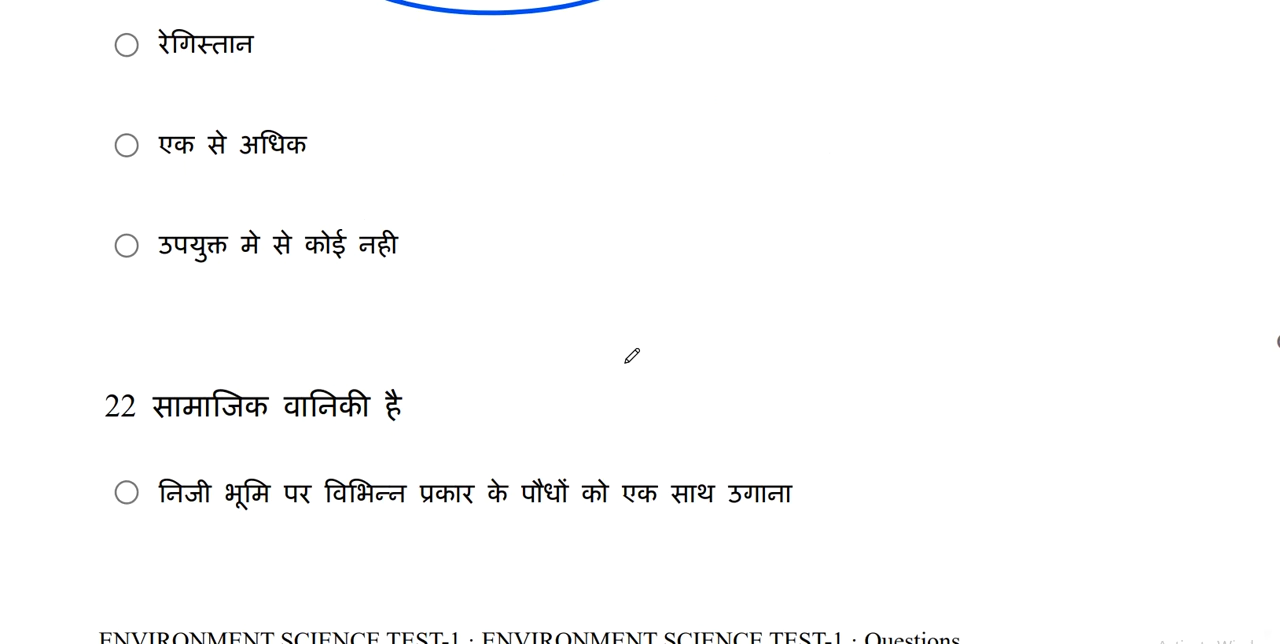 रेगिस्तान
एक से अधिक
उपयुक्त मे से कोई नही
22 सामाजिक वानिकी है
निजी भूमि पर विभिन्न प्रकार के पौधों को एक साथ उगाना
ENVIRONMENT SCIENCE TEST-1 : ENVIRONMENT SCIENCE TEST-1 : Questions